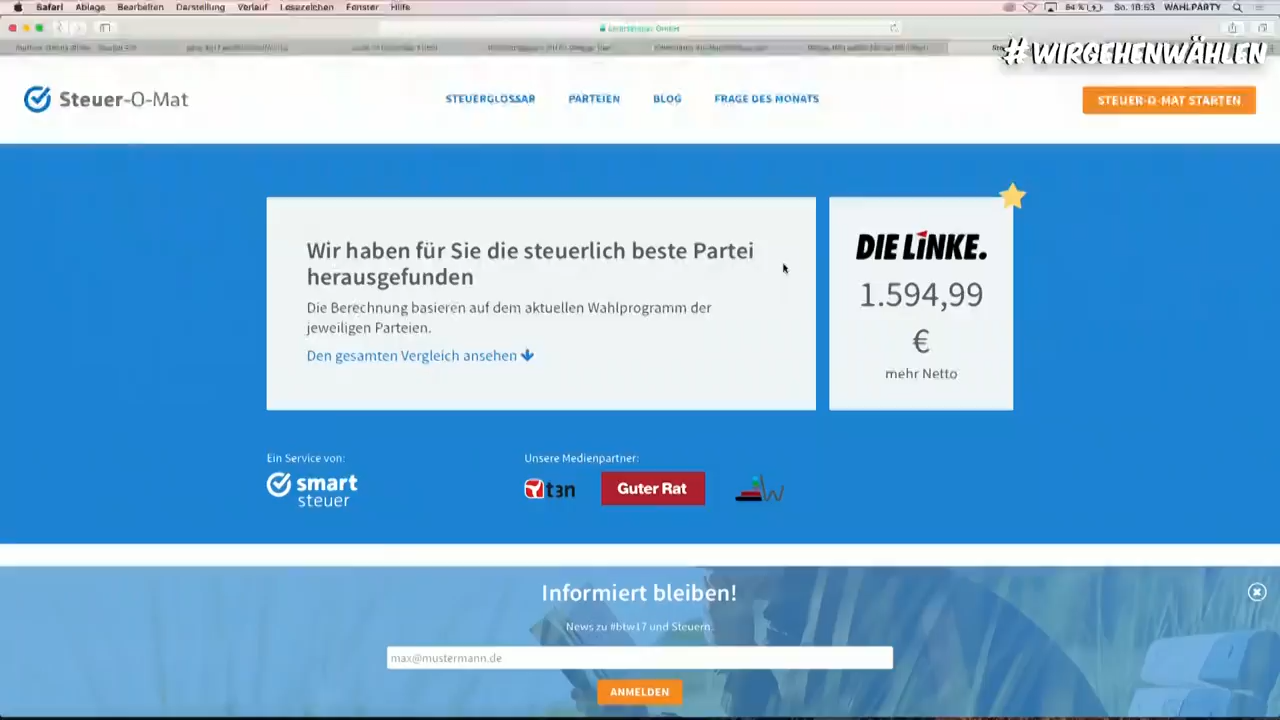 Safari Ablage Bearbeiten Darstellung Verlauf Lesezeichen Fenster Hilfe
So. 18:53 WAHLPARTY
#WIRGEHENWÄHLEN
Steuer-O-Mat
STEUERGLOSSAR PARTEIEN BLOG FRAGE DES MONATS
STEUER-O-MAT STARTEN
Wir haben für Sie die steuerlich beste Partei
herausgefunden
Die Berechnung basieren auf dem aktuellen Wahlprogramm der
jeweiligen Parteien.
Den gesamten Vergleich ansehen
DIE LINKE.
1.594,99
€
mehr Netto
Ein Service von:
smart
steuer
Unsere Medienpartner:
t3n
Guter Rat
W
Informiert bleiben!
News zu #btw17 und Steuern.
max@mustermann.de
ANMELDEN